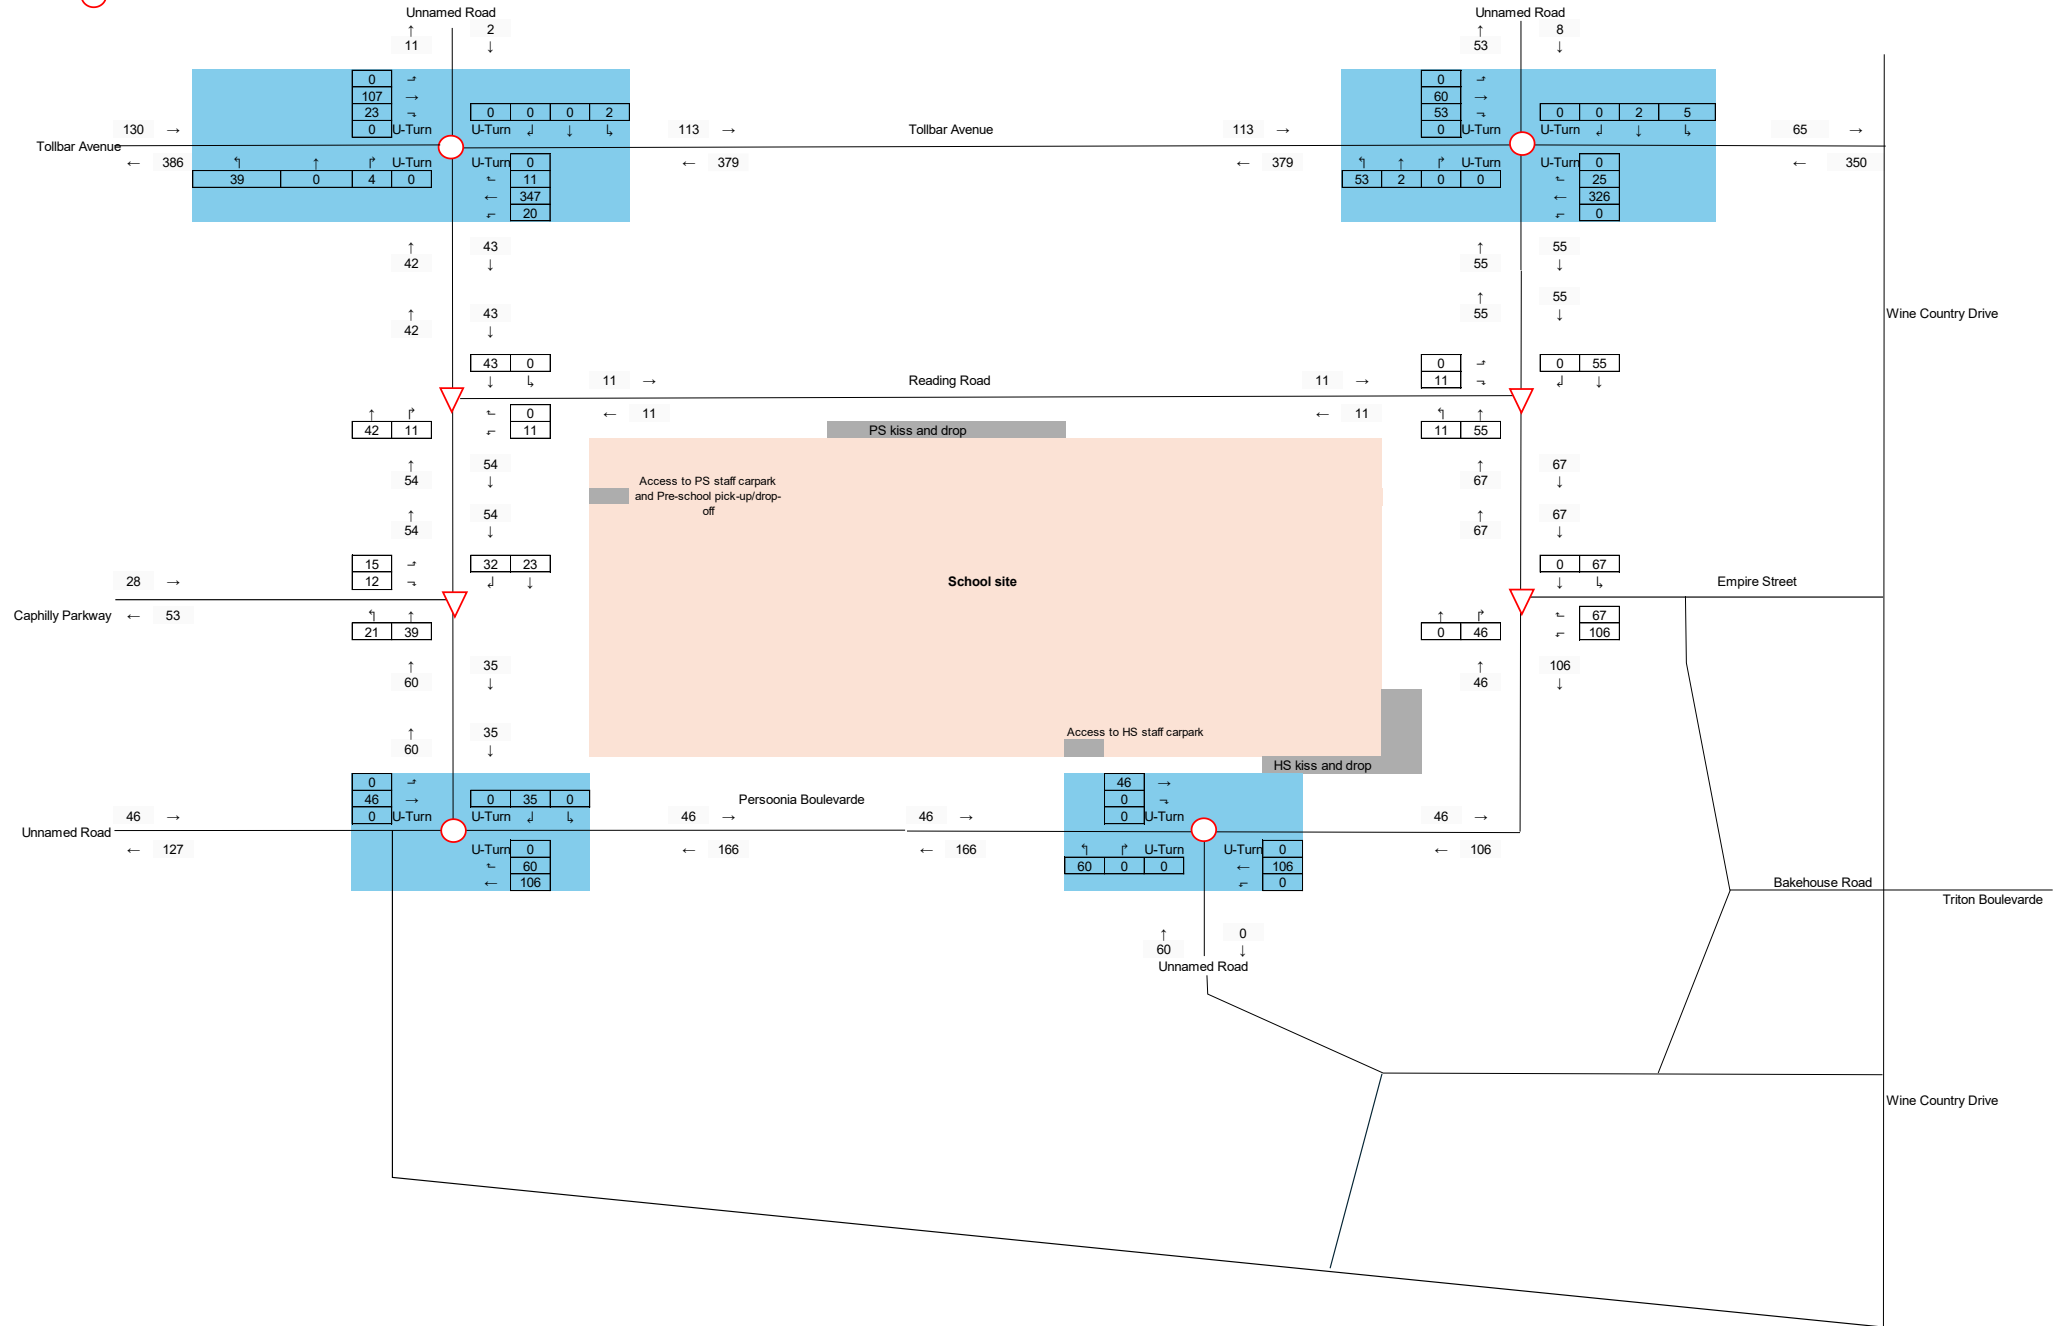 Unnamed Road Unnamed Road
↑ 2 ↑ 8
11 ↓ 53 ↓
0 ⬏ 0 ⬏
107 → 60 →
23 ⬎ 0 0 0 2 53 ⬎ 0 0 2 5
130 → 0 U-Turn U-Turn ↲ ↓ ↳ 113 → Tollbar Avenue 113 → 0 U-Turn U-Turn ↲ ↓ ↳ 65 →
Tollbar Avenue
← 386 ↰ ↑ ↱ U-Turn U-Turn 0 ← 379 ← 379 ↰ ↑ ↱ U-Turn U-Turn 0 ← 350
39 0 4 0 ⬑ 11 53 2 0 0 ⬑ 25
← 347 ← 326
⬐ 20 ⬐ 0
↑ 43 ↑ 55
42 ↓ 55 ↓
↑ 55
55 ↓
↑ 43 Wine Country Drive
42 ↓
43 0 0 ⬏ 0 55
↓ ↳ 11 → Reading Road 11 → 11 ⬎ ↲ ↓
↑ ↱ ⬑ 0 ← 11 ← 11 ↰ ↑
42 11 ⬐ 11 PS kiss and drop 11 55
↑ 54 ↑ 67
54 ↓ 67 ↓
Access to PS staff carpark
and Pre-school pick-up/drop-
off
↑ 54 ↑ 67
54 ↓ 67 ↓
15 ⬏ 32 23 0 67
28 → 12 ⬎ ↲ ↓ School site ↓ ↳ Empire Street
Caphilly Parkway ← 53 ↰ ↑ ↑ ↱ ⬑ 67
21 39 0 46 ⬐ 106
↑ 35 ↑ 106
60 ↓ 46 ↓
↑ 35 Access to HS staff carpark
60 ↓
HS kiss and drop
0 ⬏ 46 →
46 → 0 35 0 Persoonia Boulevarde 0 ⬎
46 → 0 U-Turn U-Turn ↲ ↳ 46 → 46 → 0 U-Turn 46 →
Unnamed Road
← 127 U-Turn 0 ← 166 ← 166 ↰ ↱ U-Turn U-Turn 0 ← 106
⬑ 60 60 0 0 ← 106
← 106 ⬐ 0
Bakehouse Road
Triton Boulevarde
↑ 0
60 ↓
Unnamed Road
Wine Country Drive